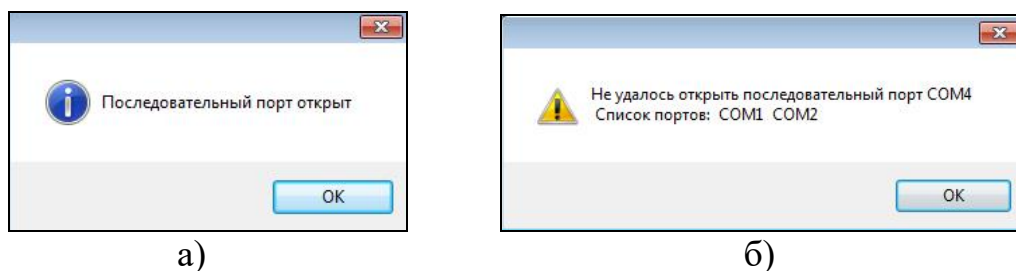 Последовательный порт открыт
OK
а)
Не удалось открыть последовательный порт COM4
Список портов: COM1 COM2
OK
б)